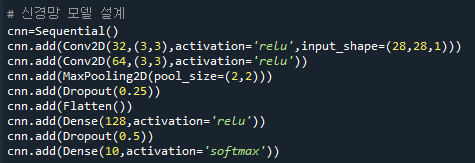 # 신경망 모델 설계
cnn=Sequential()
cnn.add(Conv2D(32,(3,3),activation='relu',input_shape=(28,28,1)))
cnn.add(Conv2D(64,(3,3),activation='relu'))
cnn.add(MaxPooling2D(pool_size=(2,2)))
cnn.add(Dropout(0.25))
cnn.add(Flatten())
cnn.add(Dense(128,activation='relu'))
cnn.add(Dropout(0.5))
cnn.add(Dense(10,activation='softmax'))